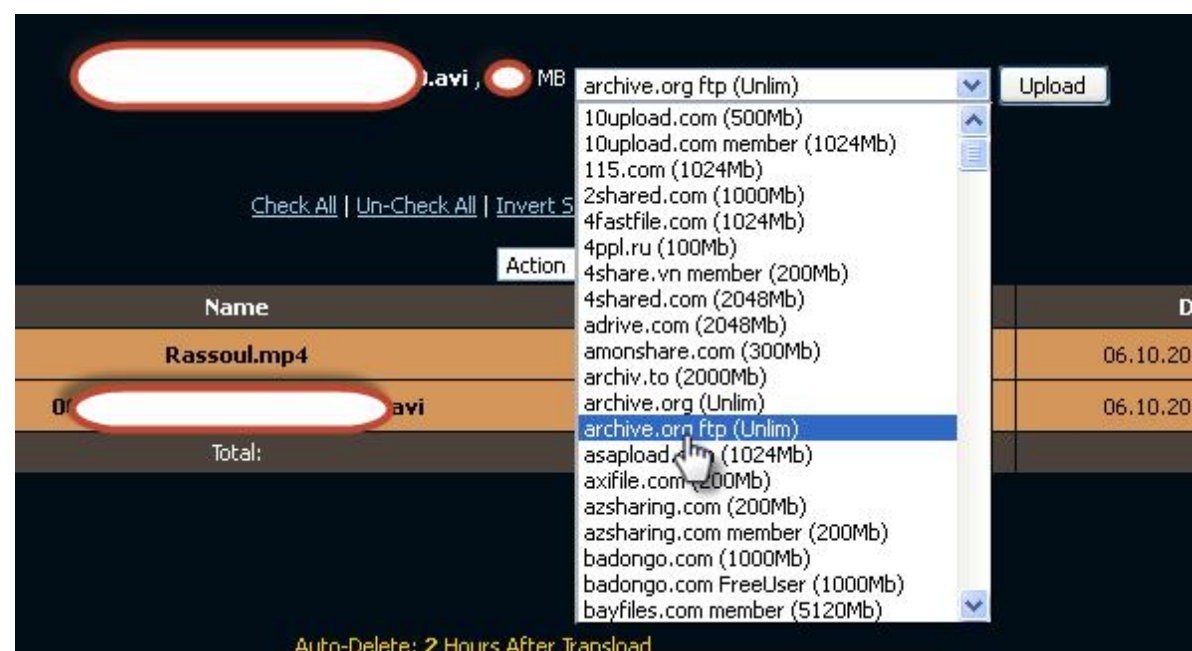 .avi , MB archive.org ftp (Unlim) Upload
10upload.com (500Mb)
10upload.com member (1024Mb)
115.com (1024Mb)
2shared.com (1000Mb)
4fastfile.com (1024Mb)
4ppl.ru (100Mb)
4share.vn member (200Mb)
4shared.com (2048Mb)
adrive.com (2048Mb)
amonshare.com (300Mb)
archiv.to (2000Mb)
archive.org (Unlim)
archive.org ftp (Unlim)
(1024Mb)
axifile.com (200Mb)
azsharing.com (200Mb)
azsharing.com member (200Mb)
badongo.com (1000Mb)
badongo.com FreeUser (1000Mb)
bayfiles.com member (5120Mb)
Check All | Un-Check All | Invert S
Action
Name D
Rassoul.mp4 06.10.20
avi 06.10.20
Total:
Auto-Delete: 2 Hours After Transload